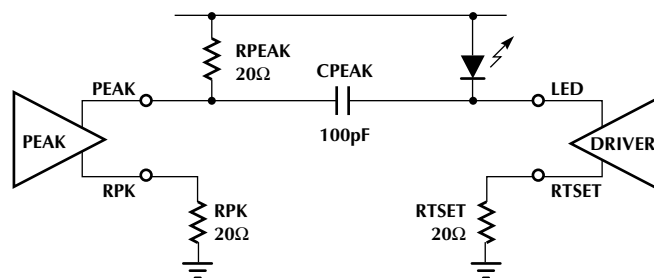 RPEAK
20Ω
CPEAK
PEAK
LED
100pF
PEAK
DRIVER
RPK
RTSET
RPK
20Ω
RTSET
20Ω